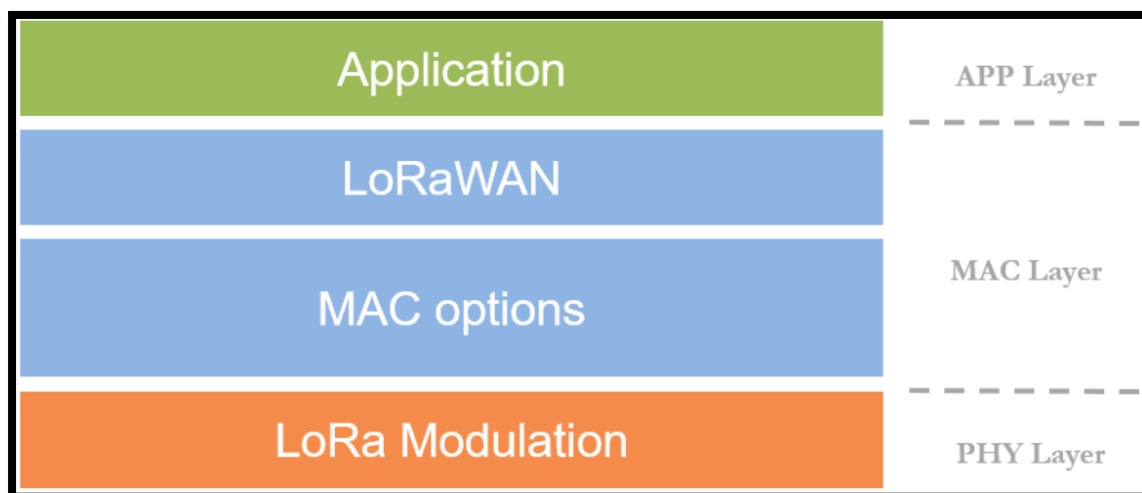 Application
APP Layer
LoRaWAN
MAC options
MAC Layer
LoRa Modulation
PHY Layer